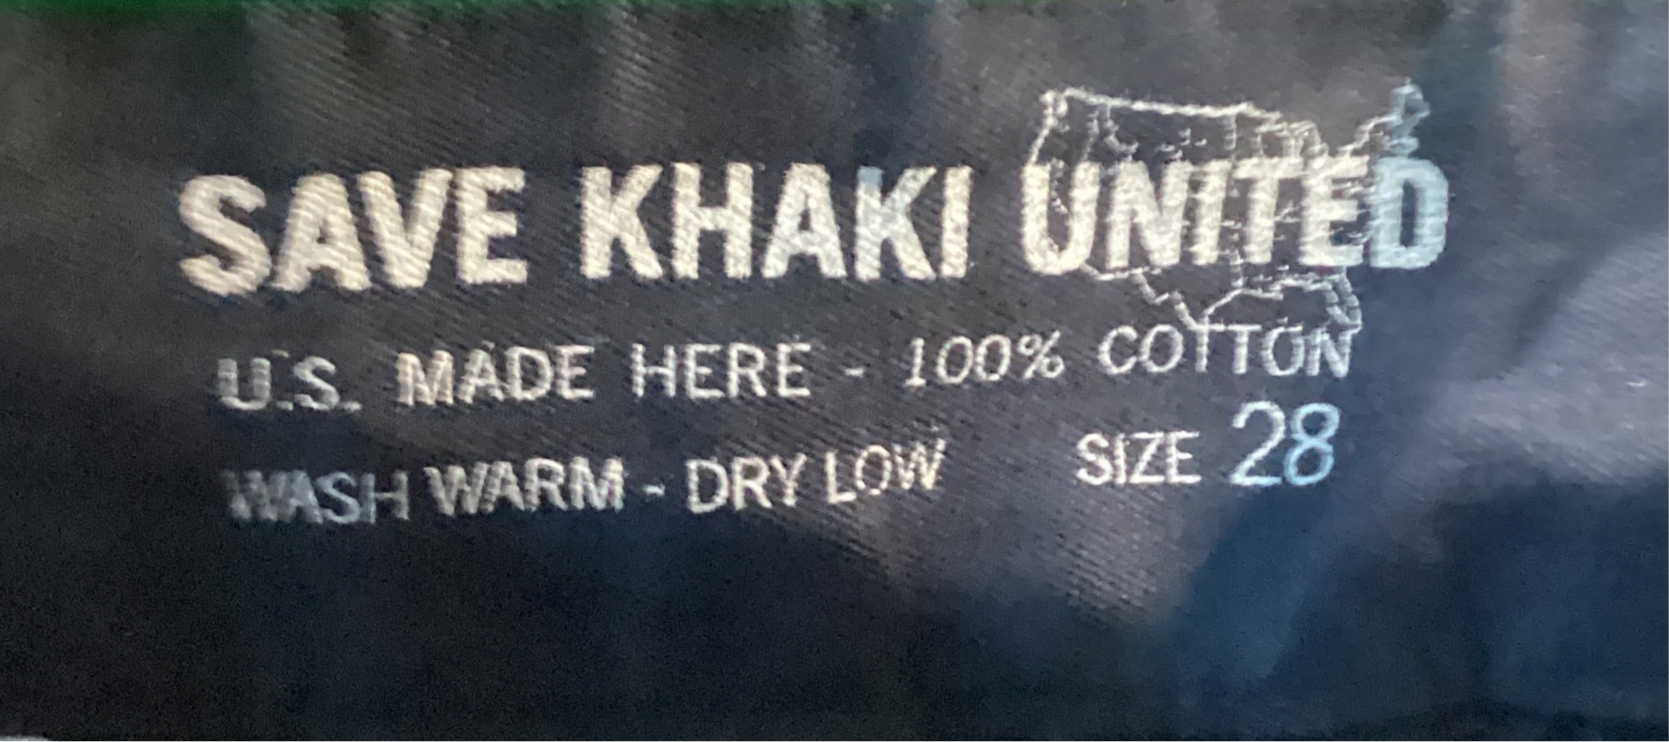 SAVE KHAKI UNITED
U.S. MADE HERE - 100% COTTON
WASH WARM - DRY LOW SIZE 28